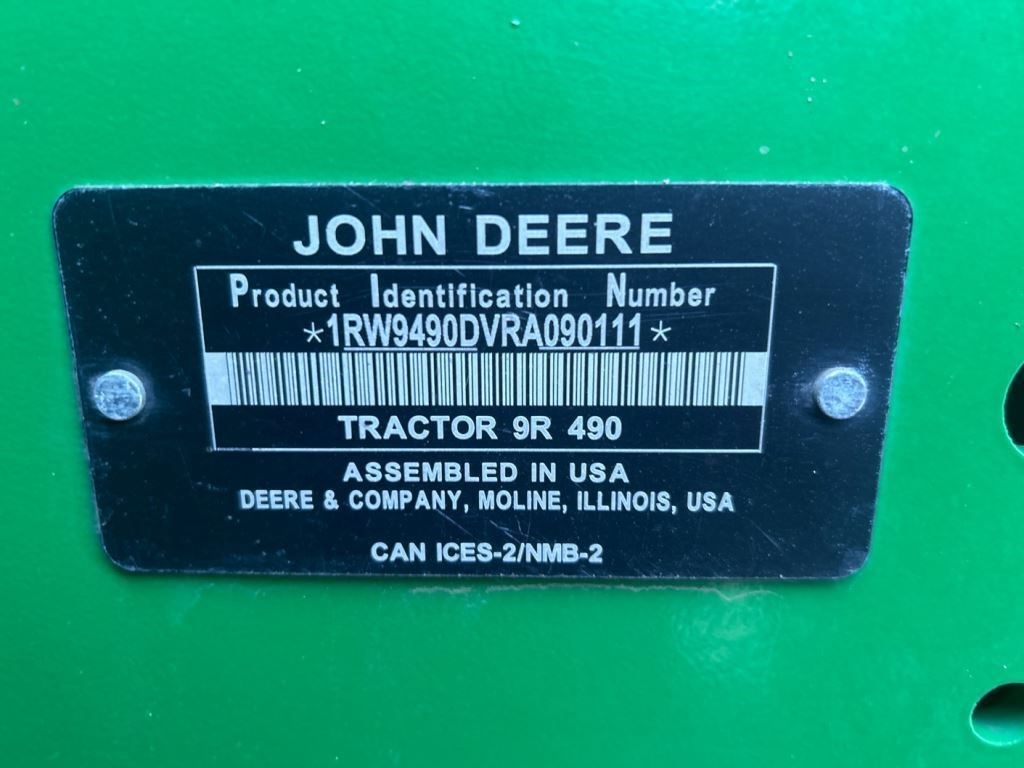 JOHN DEERE
Product Identification Number
*1RW9490DVRA090111*
TRACTOR 9R 490
ASSEMBLED IN USA
DEERE & COMPANY, MOLINE, ILLINOIS, USA
CAN ICES-2/NMB-2